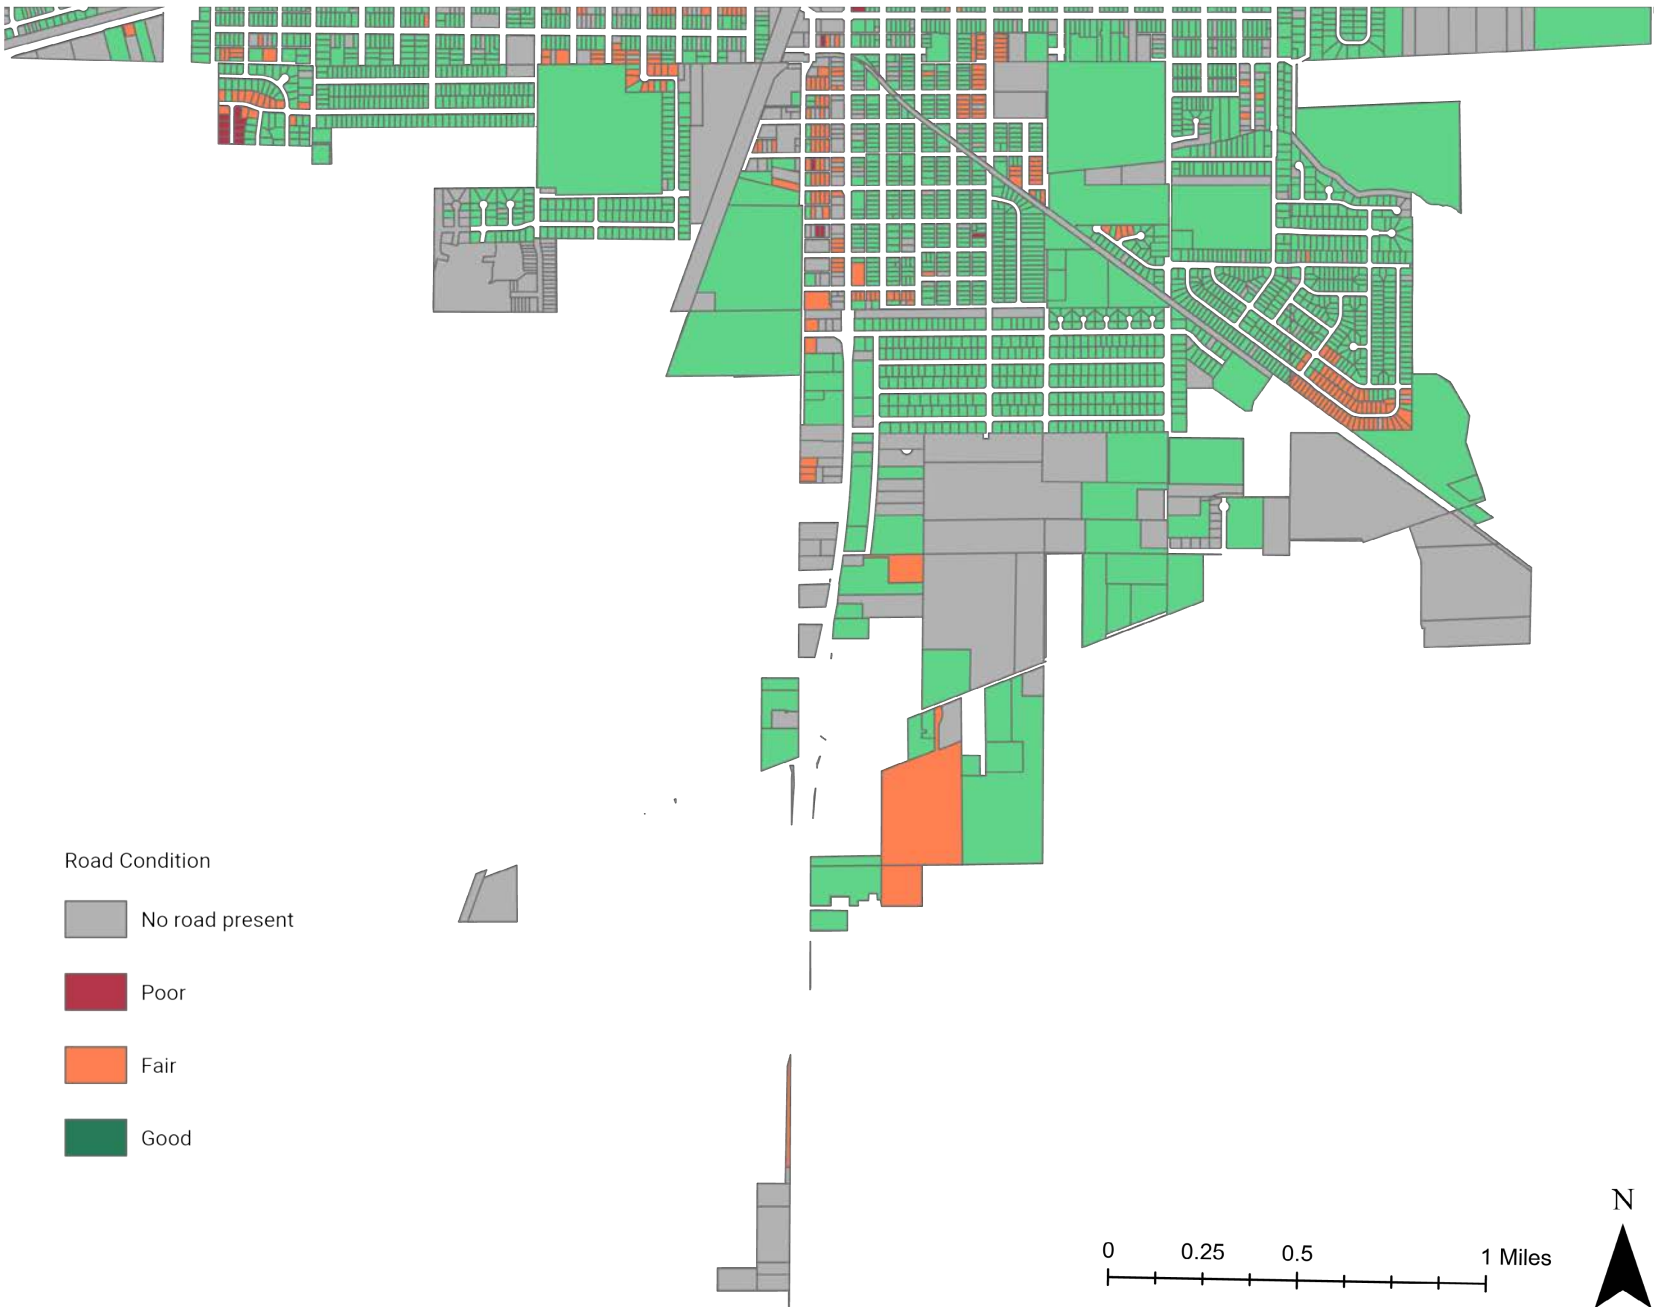 Road Condition
No road present
Poor
Fair
Good
N
0 0.25 0.5 1 Miles